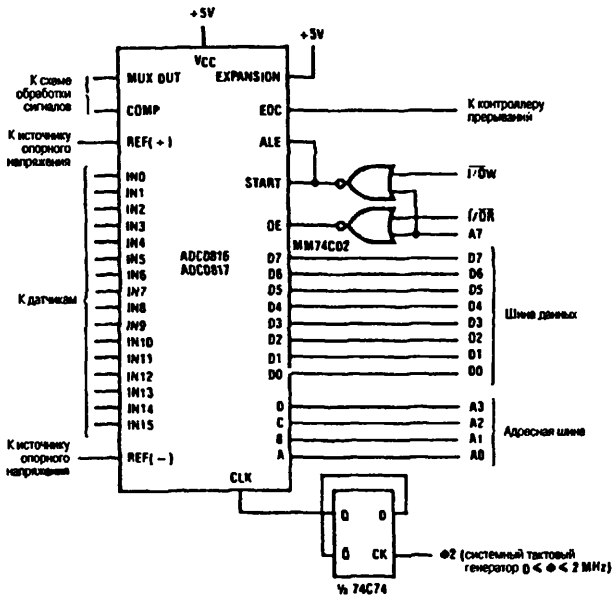 +5V
+5V
VCC
MUX OUT
EXPANSION
К схеме
обработки
сигналов
COMP
EOC
К контроллеру
прерываний
К источнику
опорного
напряжения
REF(+)
ALE
IN0
IN1
IN2
IN3
IN4
IN5
IN6
IN7
IN8
IN9
IN10
IN11
IN12
IN13
IN14
IN15
К датчикам
START
I/OW
OE
I/OR
A7
MM74C02
ADC0816
ADC0817
D7
D6
D5
D4
D3
D2
D1
D0
D7
D6
D5
D4
D3
D2
D1
D0
Шина данных
D
C
B
A
A3
A2
A1
A0
Адресная шина
К источнику
опорного
напряжения
REF(−)
CLK
Q
D
Q̅
CK
½ 74C74
Φ2 (системный тактовый
генератор 0 ≤ Φ ≤ 2 MHz)